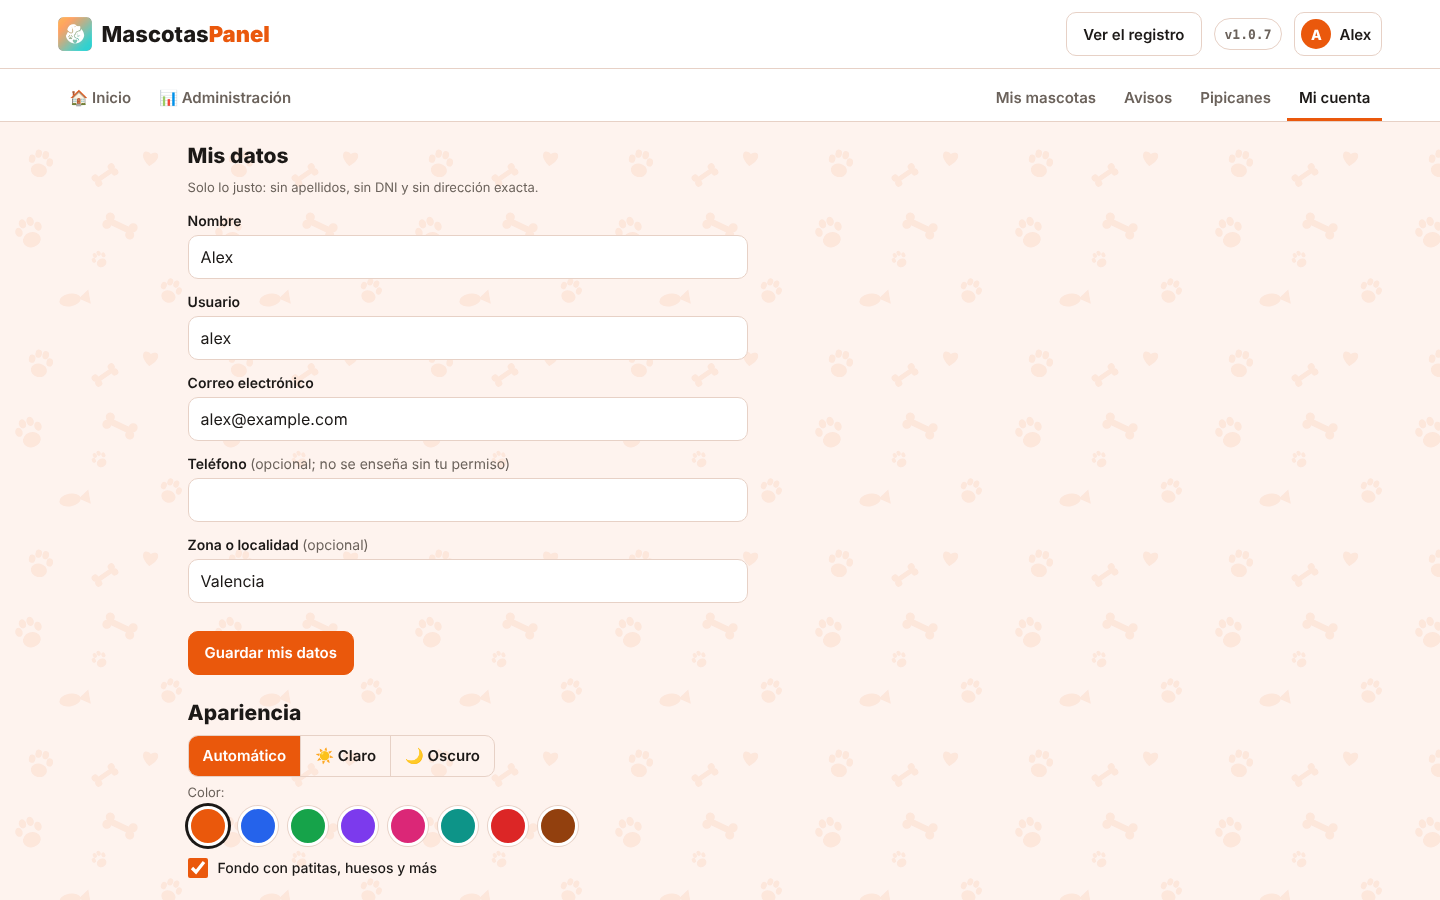 MascotasPanel
Ver el registro
v1.0.7
A
Alex
Inicio
Administración
Mis mascotas
Avisos
Pipicanes
Mi cuenta
Mis datos
Solo lo justo: sin apellidos, sin DNI y sin dirección exacta.
Nombre
Alex
Usuario
alex
Correo electrónico
alex@example.com
Teléfono (opcional; no se enseña sin tu permiso)
Zona o localidad (opcional)
Valencia
Guardar mis datos
Apariencia
Automático
Claro
Oscuro
Color:
Fondo con patitas, huesos y más